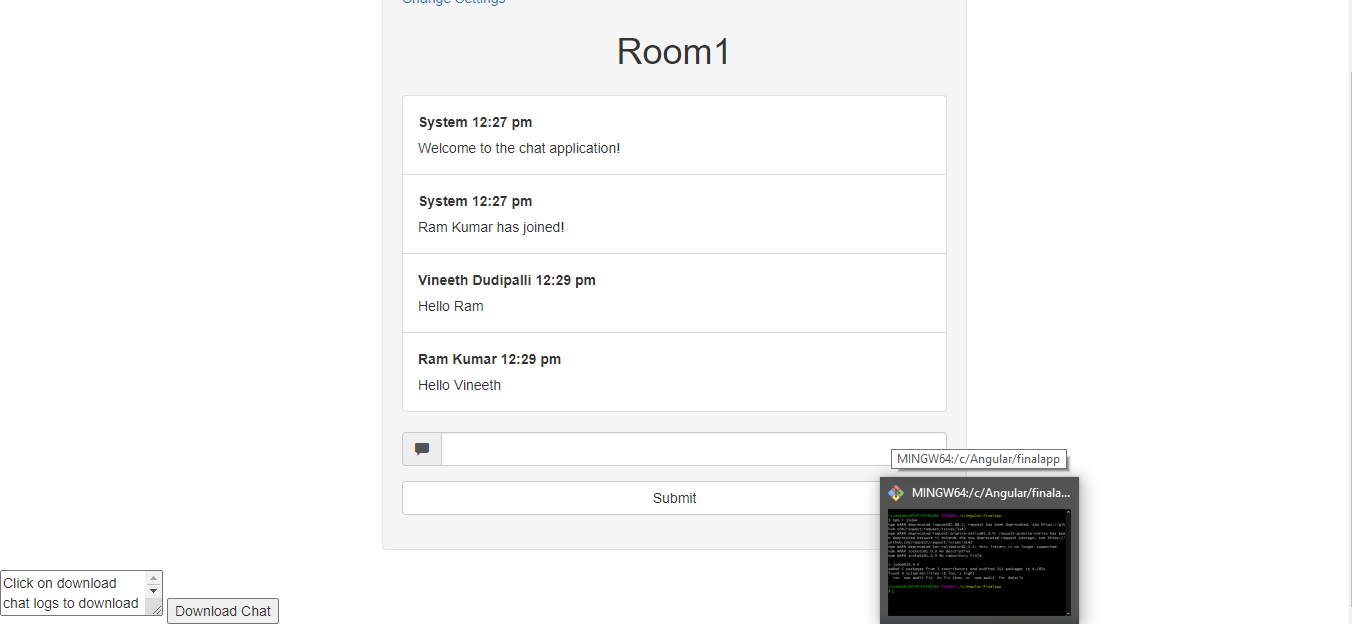 Change Settings
Room1
System 12:27 pm
Welcome to the chat application!
System 12:27 pm
Ram Kumar has joined!
Vineeth Dudipalli 12:29 pm
Hello Ram
Ram Kumar 12:29 pm
Hello Vineeth
MINGW64:/c/Angular/finalapp
MINGW64:/c/Angular/finala...
Submit
Click on download
chat logs to download
Download Chat